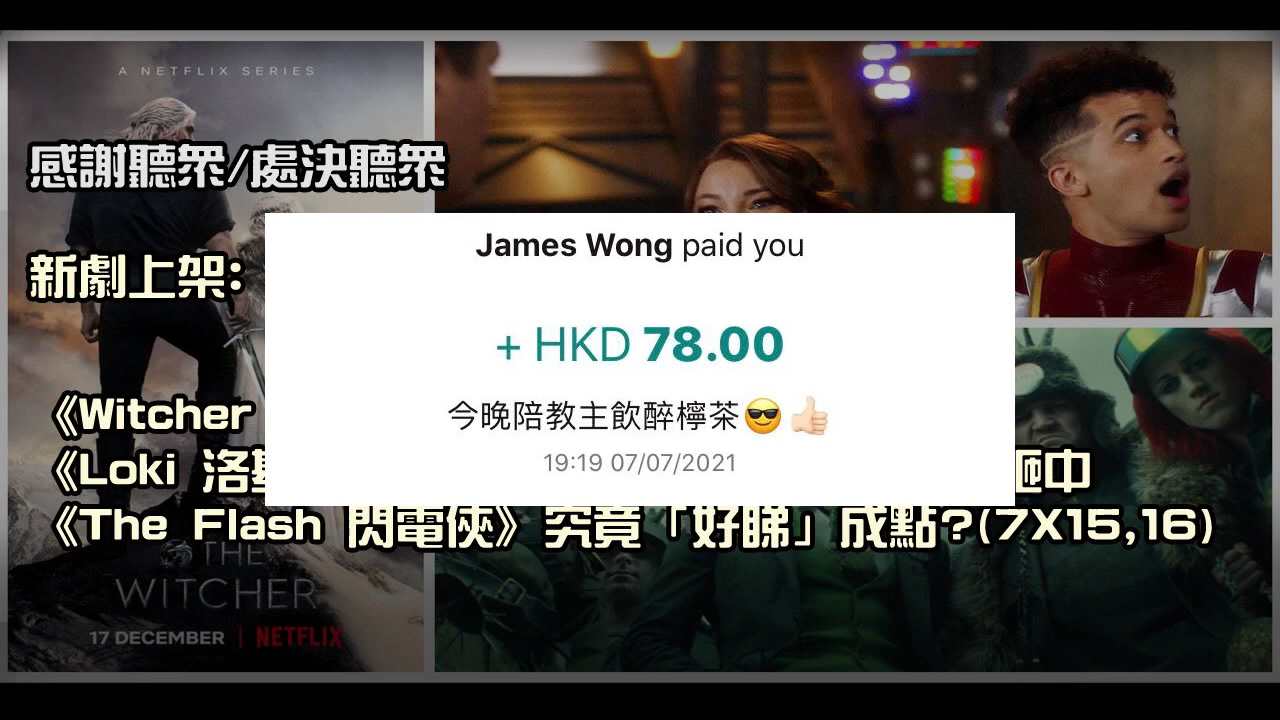 A NETFLIX SERIES
感謝聽眾/處決聽眾
新劇上架:
James Wong paid you
+ HKD 78.00
今晚陪教主飲醉檸茶😎👍🏻
19:19 07/07/2021
《Witcher
《Loki 洛
中
《The Flash 閃電俠》究竟「好睇」成點?(7X15,16)
THE
WITCHER
17 DECEMBER | NETFLIX